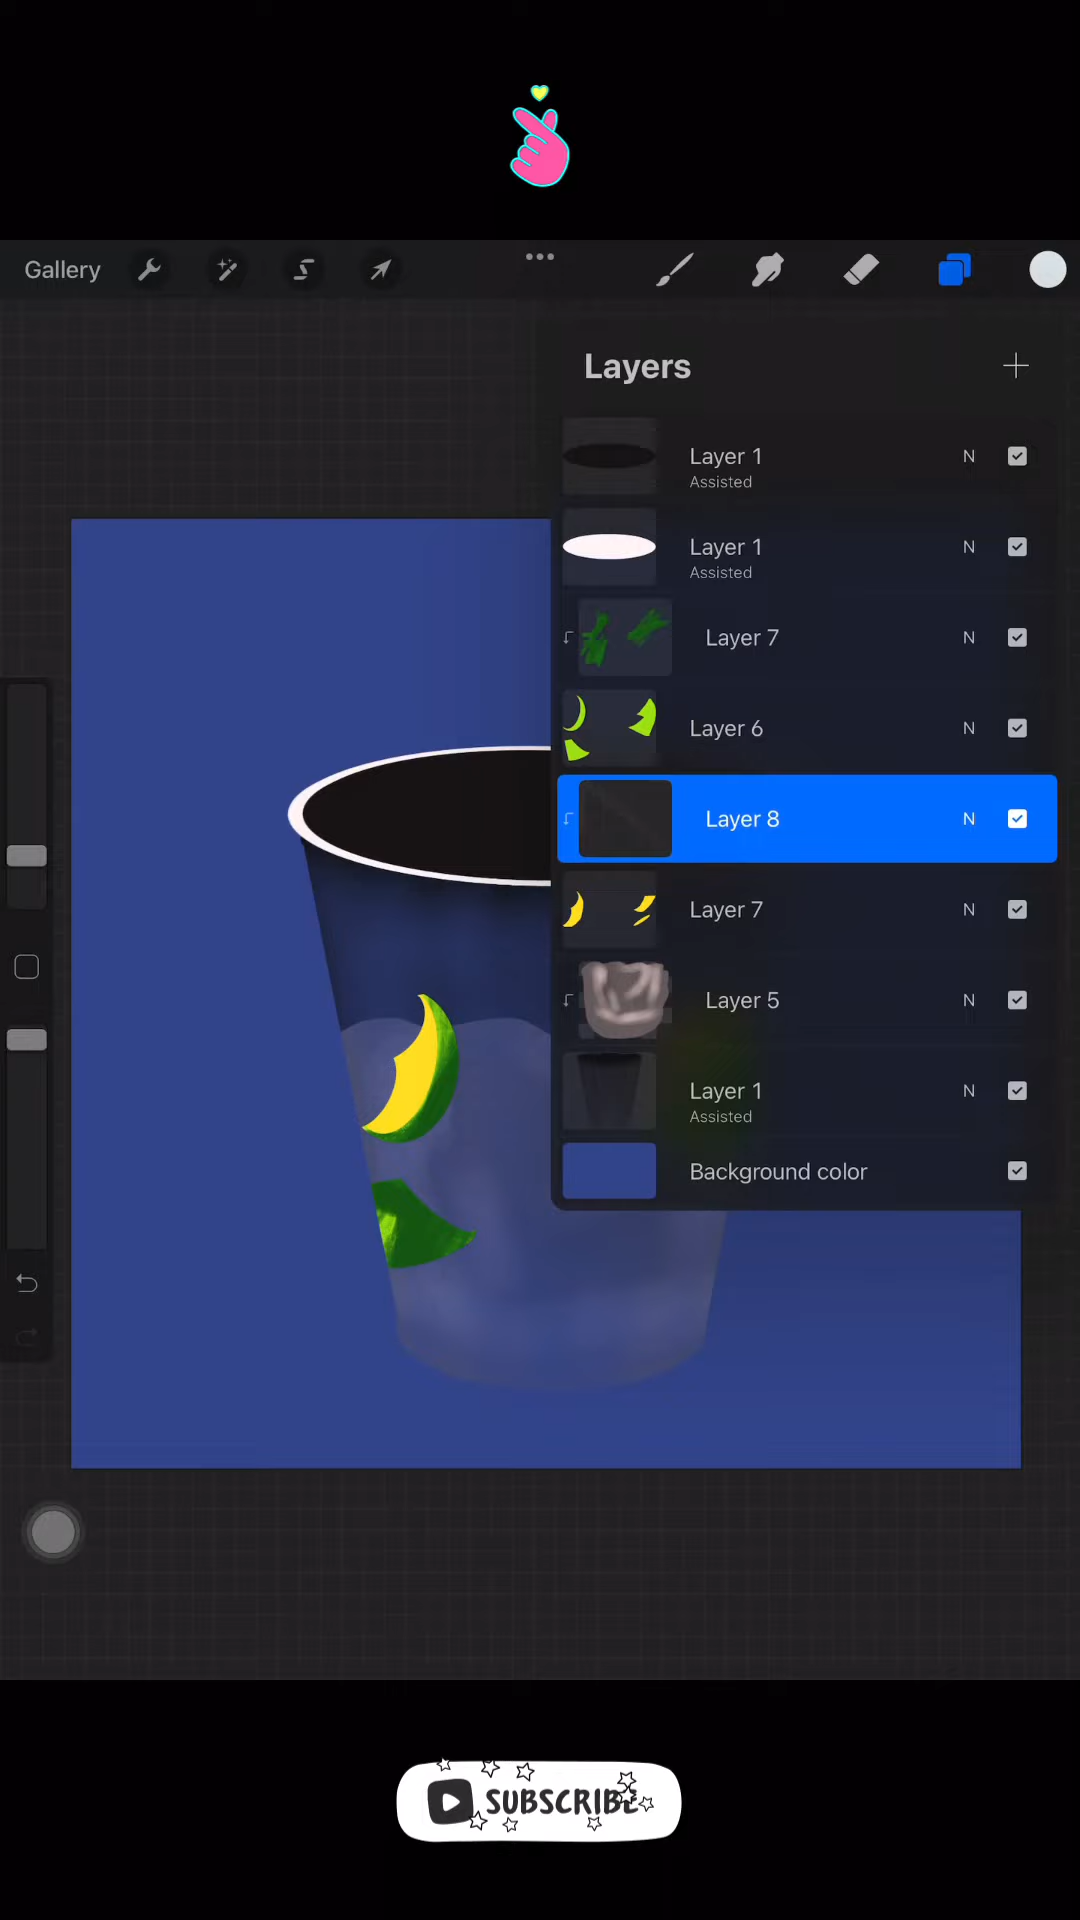 Gallery
Layers
Layer 1
N
Assisted
Layer 1
N
Assisted
Layer 7
N
Layer 6
N
Layer 8
N
Layer 7
N
Layer 5
N
Layer 1
N
Assisted
Background color
SUBSCRIBE